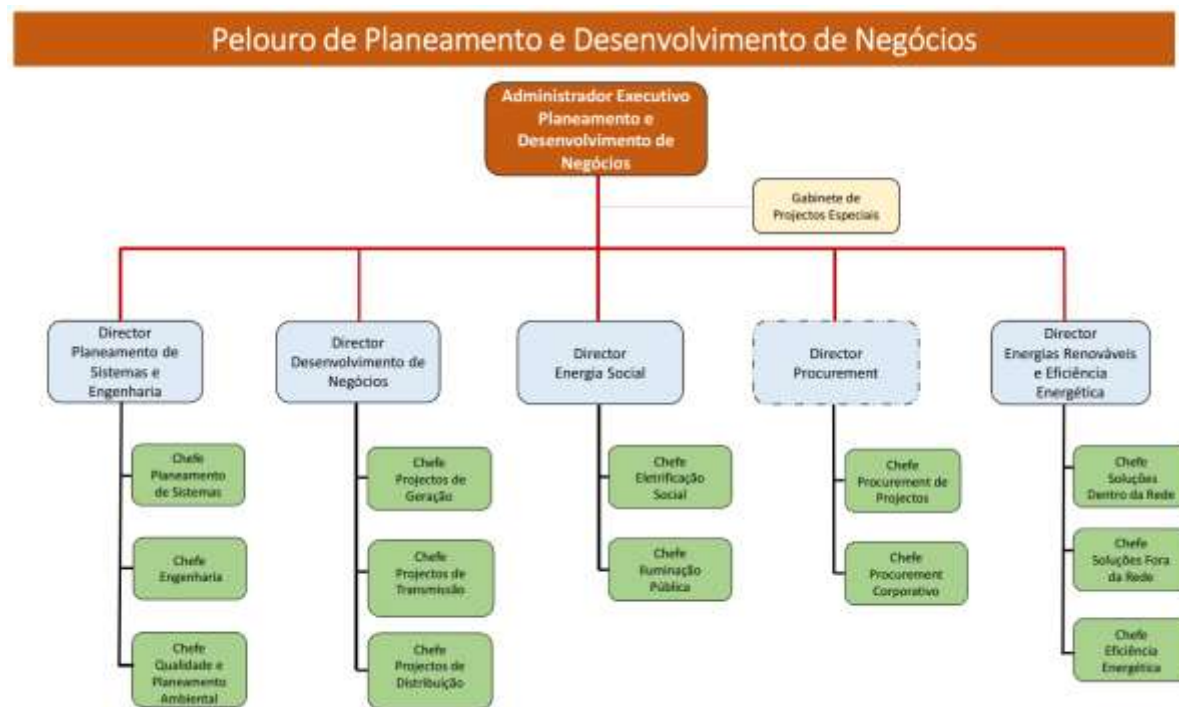 Pelouro de Planeamento e Desenvolvimento de Negócios
Administrador Executivo
Planeamento e
Desenvolvimento de
Negócios
Gabinete de
Projectos Especiais
Director
Planeamento de
Sistemas e
Engenharia
Director
Desenvolvimento de
Negócios
Director
Energia Social
Director
Procurement
Director
Energias Renováveis
e Eficiência
Energética
Chefe
Planeamento
de Sistemas
Chefe
Engenharia
Chefe
Qualidade e
Planeamento
Ambiental
Chefe
Projectos de
Geração
Chefe
Projectos de
Transmissão
Chefe
Projectos de
Distribuição
Chefe
Eletrificação
Social
Chefe
Iluminação
Pública
Chefe
Procurement de
Projectos
Chefe
Procurement
Corporativo
Chefe
Soluções
Dentro da Rede
Chefe
Soluções Fora
da Rede
Chefe
Eficiência
Energética